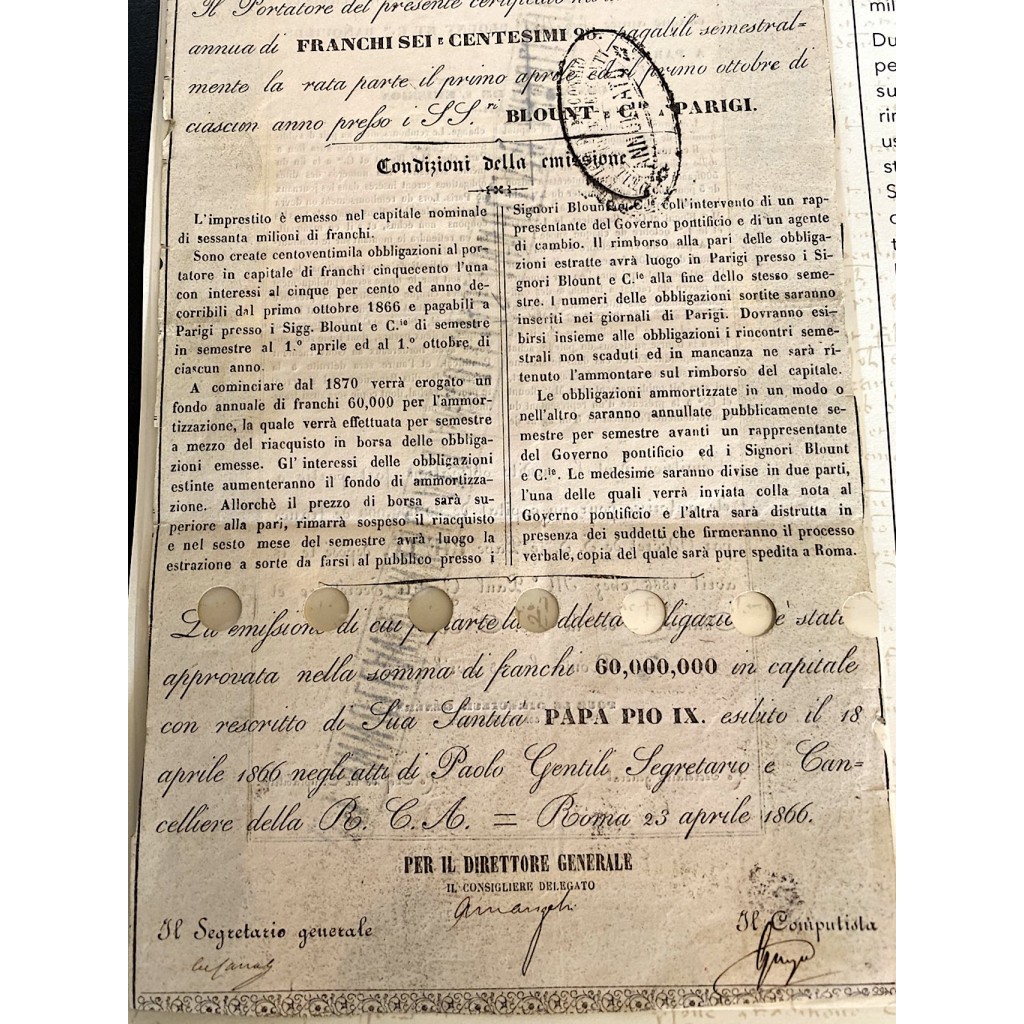 Il Portatore del presente certificato
annua di FRANCHI SEI E CENTESIMI 25. pagabili semestral=
mente la rata parte il primo aprile ed il primo ottobre di
ciascun anno presso i SS.ri BLOUNT E C.ie PARIGI.
ANNULLATO
Condizioni della emissione
L'imprestito è emesso nel capitale nominale
di sessanta milioni di franchi.
Sono create centoventimila obbligazioni al por-
tatore in capitale di franchi cinquecento l'una
con interessi al cinque per cento ed anno de-
corribili dal primo ottobre 1866 e pagabili a
Parigi presso i Sigg. Blount e C.ie di semestre
in semestre al 1.º aprile ed al 1.º ottobre di
ciascun anno.
A cominciare dal 1870 verrà erogato un
fondo annuale di franchi 60,000 per l'ammor-
tizzazione, la quale verrà effettuata per semestre
a mezzo del riacquisto in borsa delle obbliga-
zioni emesse. Gl'interessi delle obbligazioni
estinte aumenteranno il fondo di ammortizza-
zione. Allorchè il prezzo di borsa sarà su-
periore alla pari, rimarrà sospeso il riacquisto
e nel sesto mese del semestre avrà luogo la
estrazione a sorte da farsi al pubblico presso i
Signori Blount e C.ie, coll'intervento di un rap-
presentante del Governo pontificio e di un agente
di cambio. Il rimborso alla pari delle obbliga-
zioni estratte avrà luogo in Parigi presso i Si-
gnori Blount e C.ie alla fine dello stesso seme-
stre. I numeri delle obbligazioni sortite saranno
inseriti nei giornali di Parigi. Dovranno esi-
birsi insieme alle obbligazioni i rincontri seme-
strali non scaduti ed in mancanza ne sarà ri-
tenuto l'ammontare sul rimborso del capitale.
Le obbligazioni ammortizzate in un modo o
nell'altro saranno annullate pubblicamente se-
mestre per semestre avanti un rappresentante
del Governo pontificio ed i Signori Blount
e C.ie. Le medesime saranno divise in due parti,
l'una delle quali verrà inviata colla nota al
Governo pontificio e l'altrà sarà distrutta in
presenza dei suddetti che firmeranno il processo
verbale, copia del quale sarà pure spedita a Roma.
La emissione di cui parte la è stat
approvata nella somma di franchi 60,000,000 in capitale
con rescritto di Sua Santità PAPA PIO IX. esibito il 18
aprile 1866 negli atti di Paolo Gentili Segretario e Can=
celliere della R. C. A. = Roma 23 aprile 1866.
PER IL DIRETTORE GENERALE
IL CONSIGLIERE DELEGATO
Il Segretario generale
Il Computista